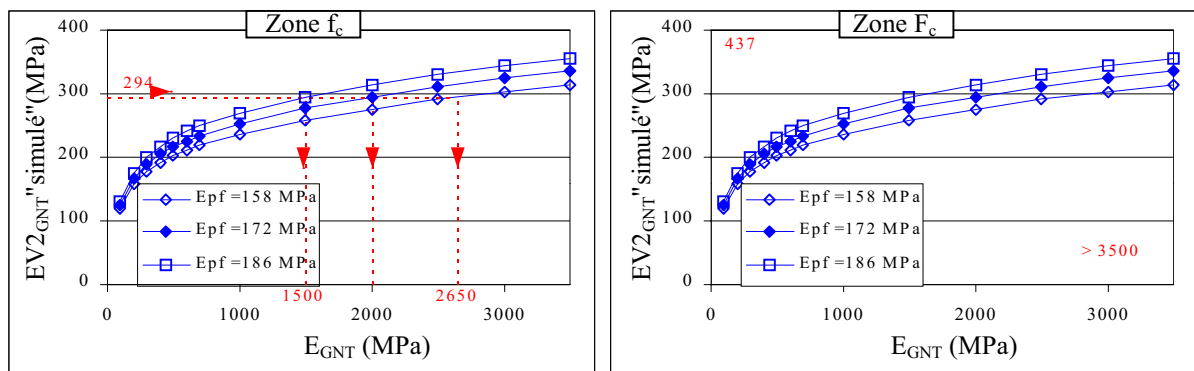 Zone fc
EV2GNT"simulé"(MPa)
400
300
200
100
0
294
Epf=158 MPa
Epf=172 MPa
Epf=186 MPa
1500
2650
0
1000
2000
3000
EGNT (MPa)
Zone Fc
EV2GNT"simulé"(MPa)
400
300
200
100
0
437
Epf=158 MPa
Epf=172 MPa
Epf=186 MPa
> 3500
0
1000
2000
3000
EGNT (MPa)